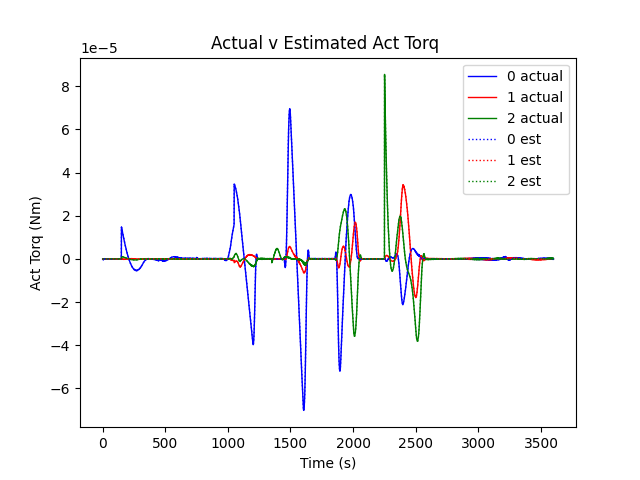 Actual v Estimated Act Torq
1e−5
8
6
4
2
0
−2
−4
−6
Act Torq (Nm)
0 actual
1 actual
2 actual
0 est
1 est
2 est
0 500 1000 1500 2000 2500 3000 3500
Time (s)